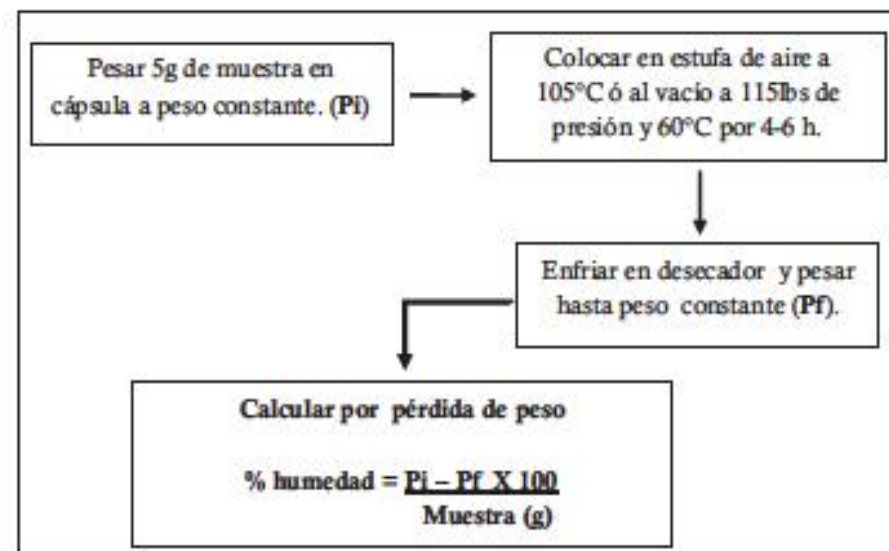 Pesar 5g de muestra en
cápsula a peso constante. (Pi)
Colocar en estufa de aire a
105°C ó al vacío a 115lbs de
presión y 60°C por 4-6 h.
Enfriar en desecador y pesar
hasta peso constante (Pf).
Calcular por pérdida de peso
% humedad = Pi – Pf X 100
Muestra (g)